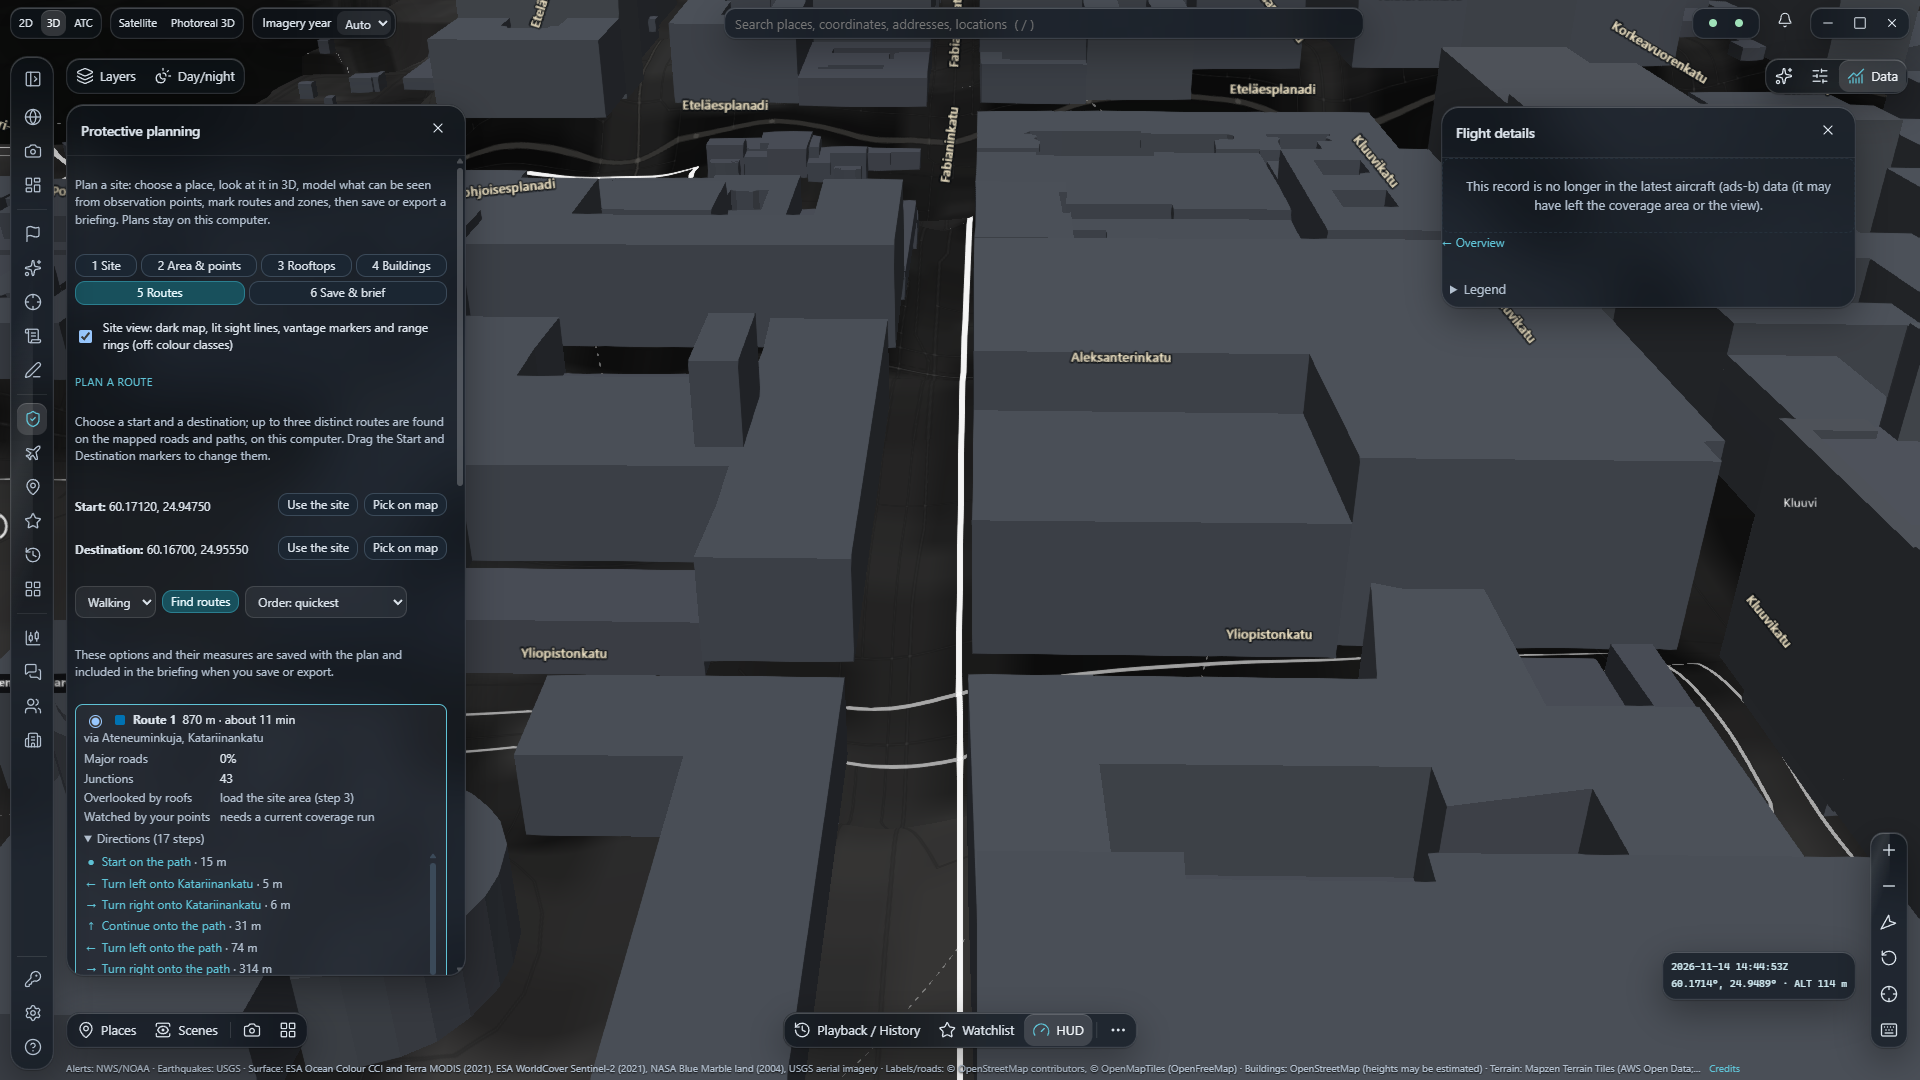 2D 3D ATC
Satellite Photoreal 3D
Imagery year Auto
Search places, coordinates, addresses, locations ( / )
Layers Day/night
Data
Protective planning
Plan a site: choose a place, look at it in 3D, model what can be seen
from observation points, mark routes and zones, then save or export a
briefing. Plans stay on this computer.
1 Site
2 Area & points
3 Rooftops
4 Buildings
5 Routes
6 Save & brief
Site view: dark map, lit sight lines, vantage markers and range
rings (off: colour classes)
PLAN A ROUTE
Choose a start and a destination; up to three distinct routes are found
on the mapped roads and paths, on this computer. Drag the Start and
Destination markers to change them.
Start: 60.17120, 24.94750
Use the site
Pick on map
Destination: 60.16700, 24.95550
Use the site
Pick on map
Walking
Find routes
Order: quickest
These options and their measures are saved with the plan and
included in the briefing when you save or export.
Route 1 870 m · about 11 min
via Ateneuminkuja, Katariinankatu
Major roads 0%
Junctions 43
Overlooked by roofs load the site area (step 3)
Watched by your points needs a current coverage run
▼ Directions (17 steps)
● Start on the path · 15 m
← Turn left onto Katariinankatu · 5 m
→ Turn right onto Katariinankatu · 6 m
↑ Continue onto the path · 31 m
← Turn left onto the path · 74 m
→ Turn right onto the path · 314 m
Flight details
This record is no longer in the latest aircraft (ads-b) data (it may
have left the coverage area or the view).
← Overview
▶ Legend
Eteläesplanadi
Eteläesplanadi
Korkeavuorenkatu
Fabianinkatu
ohjoisesplanadi
Kluuvikatu
uvikatu
Aleksanterinkatu
Kluuvi
Kluuvikatu
Yliopistonkatu
Yliopistonkatu
2026-11-14 14:44:53Z
60.1714°, 24.9489° · ALT 114 m
Places
Scenes
Playback / History
Watchlist
HUD
Alerts: NWS/NOAA · Earthquakes: USGS · Surface: ESA Ocean Colour CCI and Terra MODIS (2021), ESA WorldCover Sentinel-2 (2021), NASA Blue Marble land (2004), USGS aerial imagery · Labels/roads: © OpenStreetMap contributors, © OpenMapTiles (OpenFreeMap) · Buildings: OpenStreetMap (heights may be estimated) · Terrain: Mapzen Terrain Tiles (AWS Open Data;... Credits